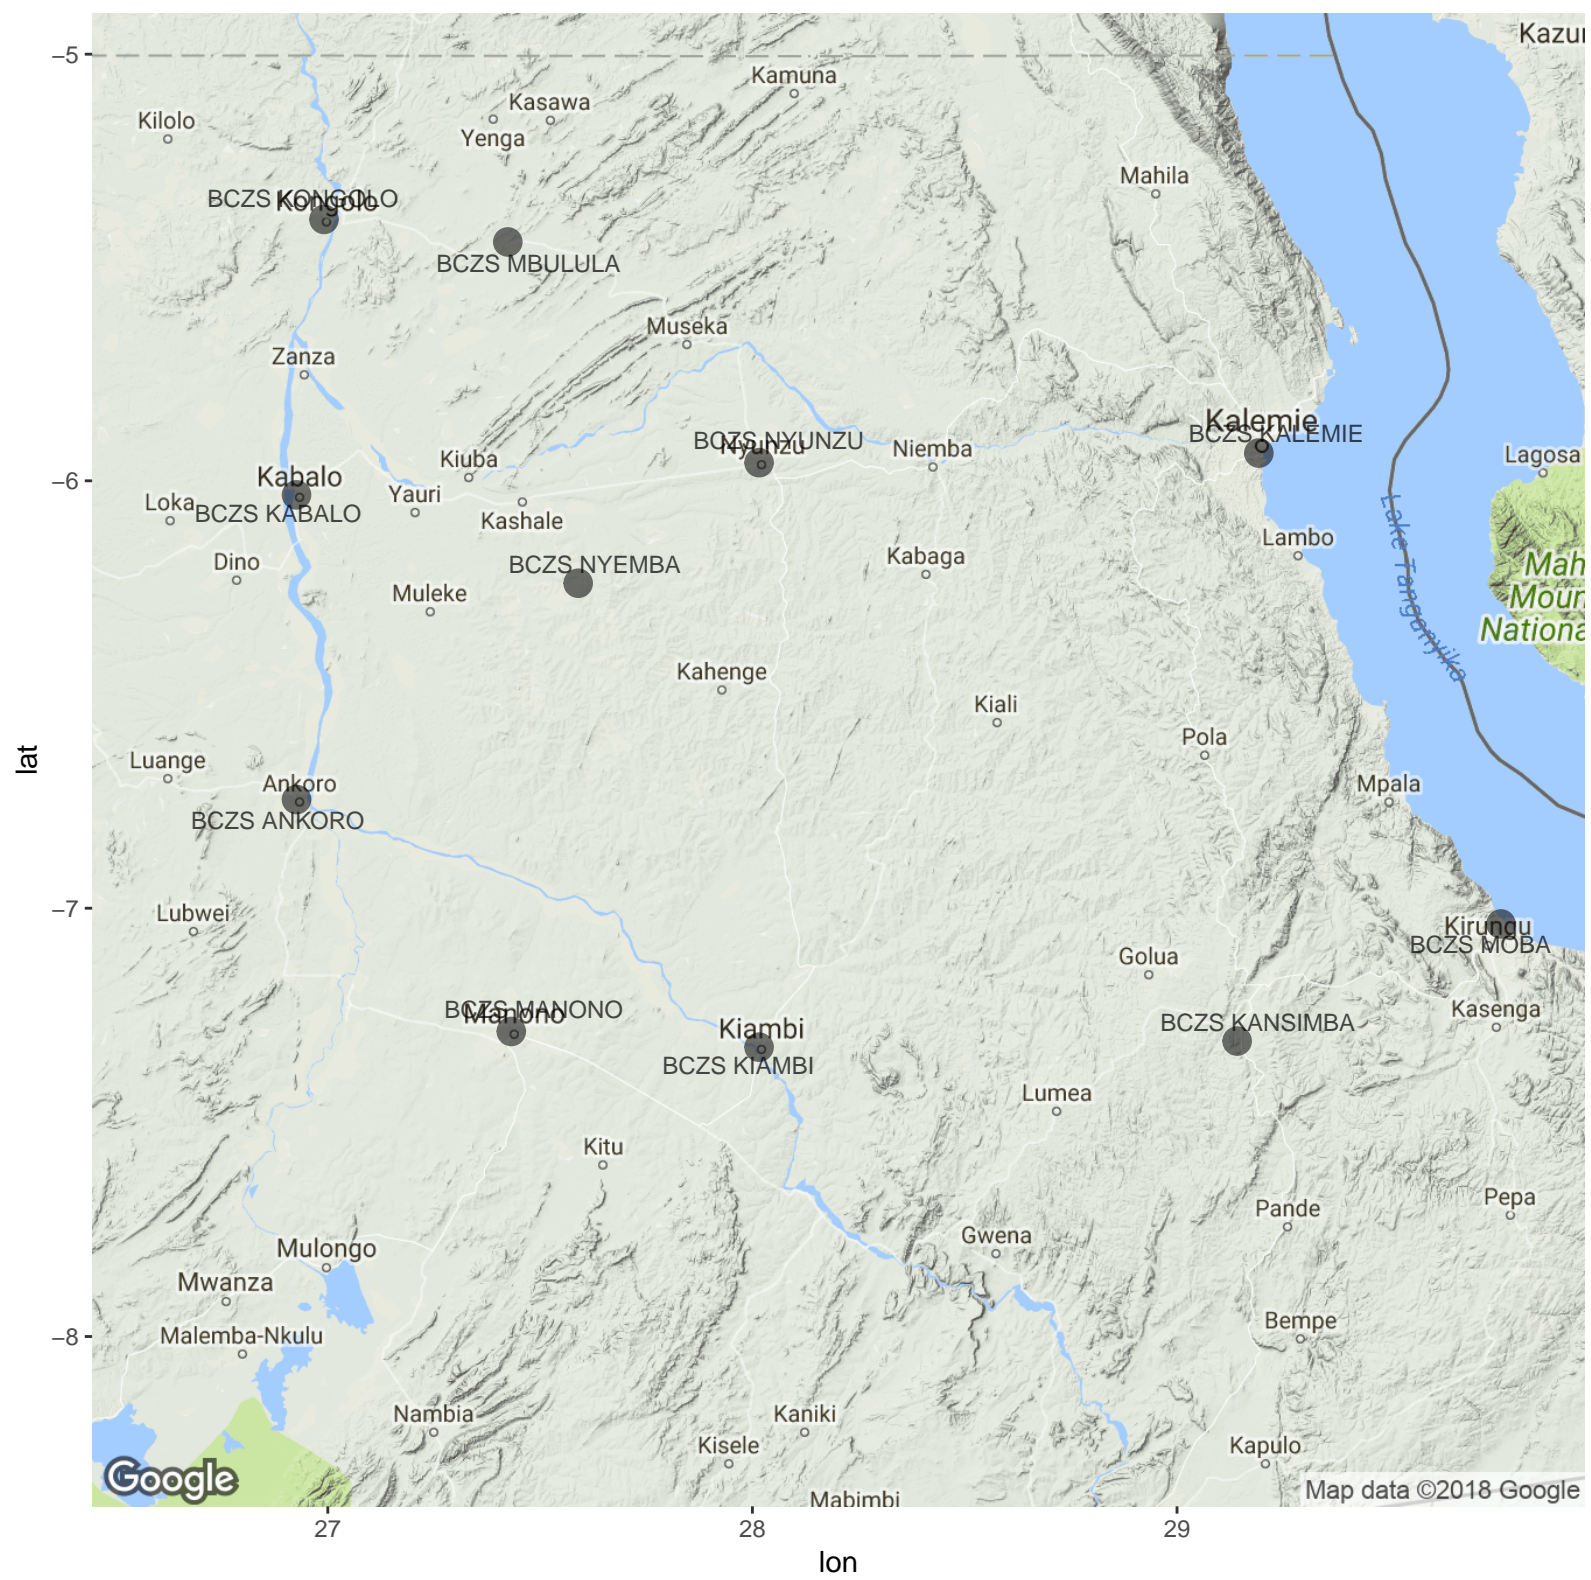 Kazu
−5
Kamuna
Kasawa
Kilolo
Yenga
Mahila
BCZS KONGOLO
Kongolo
BCZS MBULULA
Museka
Zanza
Kalemie
BCZS KALEMIE
BCZS NYUNZU
Nyunzu
Niemba
Lagosa
Kiuba
−6
Kabalo
Yauri
Loka
BCZS KABALO
Kashale
Lambo
Lake Tanganyika
Dino
BCZS NYEMBA
Kabaga
Mah
Moun
Nationa
Muleke
Kahenge
Kiali
Pola
lat
Luange
Ankoro
Mpala
BCZS ANKORO
−7
Lubwei
Kirungu
BCZS MOBA
Golua
BCZS MANONO
Manono
Kasenga
Kiambi
BCZS KANSIMBA
BCZS KIAMBI
Lumea
Kitu
Pepa
Pande
Gwena
Mulongo
Mwanza
Bempe
−8
Malemba-Nkulu
Nambia
Kaniki
Kisele
Kapulo
Google
Map data ©2018 Google
Mabimbi
27
28
29
lon